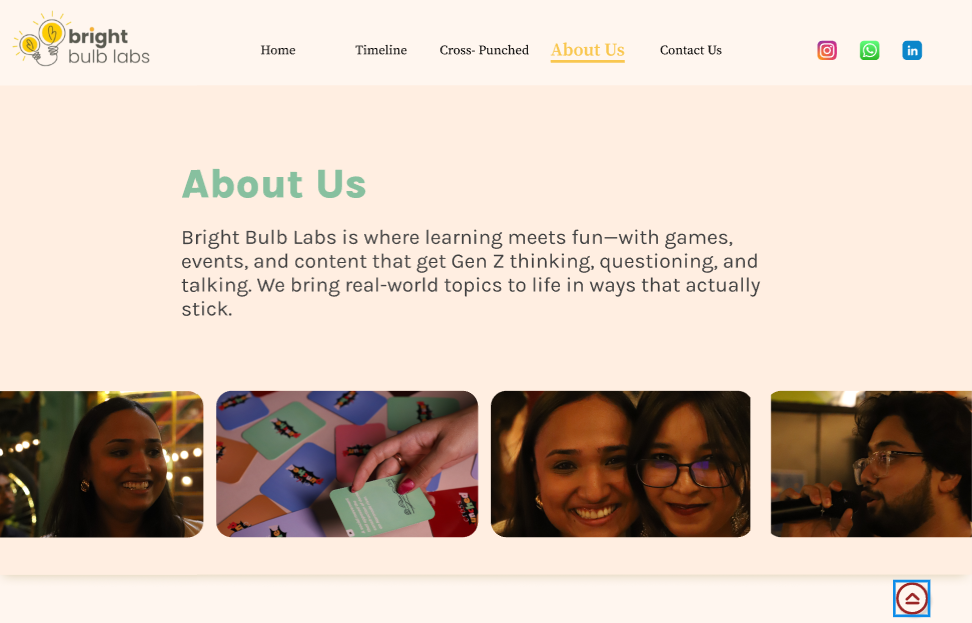 bright
bulb labs
Home
Timeline
Cross- Punched
About Us
Contact Us
in
About Us
Bright Bulb Labs is where learning meets fun—with games,
events, and content that get Gen Z thinking, questioning, and
talking. We bring real-world topics to life in ways that actually
stick.